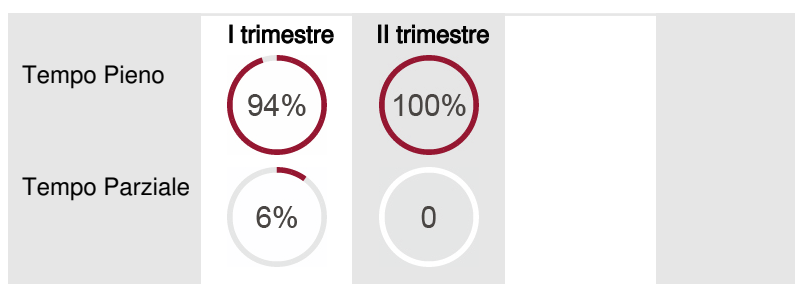 I trimestre II trimestre
Tempo Pieno 94% 100%
Tempo Parziale 6% 0